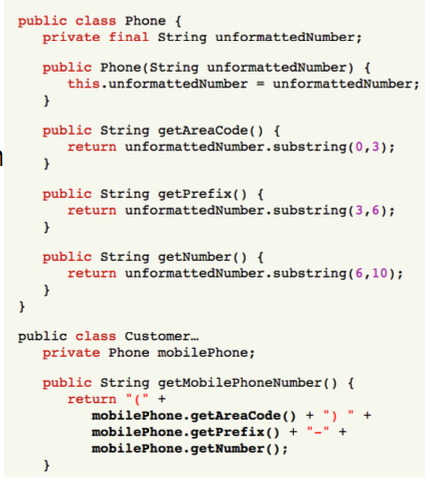 public class Phone {
private final String unformattedNumber;
public Phone(String unformattedNumber) {
this.unformattedNumber = unformattedNumber;
}
public String getAreaCode() {
return unformattedNumber.substring(0,3);
}
public String getPrefix() {
return unformattedNumber.substring(3,6);
}
public String getNumber() {
return unformattedNumber.substring(6,10);
}
}
public class Customer…
private Phone mobilePhone;
public String getMobilePhoneNumber() {
return "(" +
mobilePhone.getAreaCode() + ") " +
mobilePhone.getPrefix() + "-" +
mobilePhone.getNumber();
}